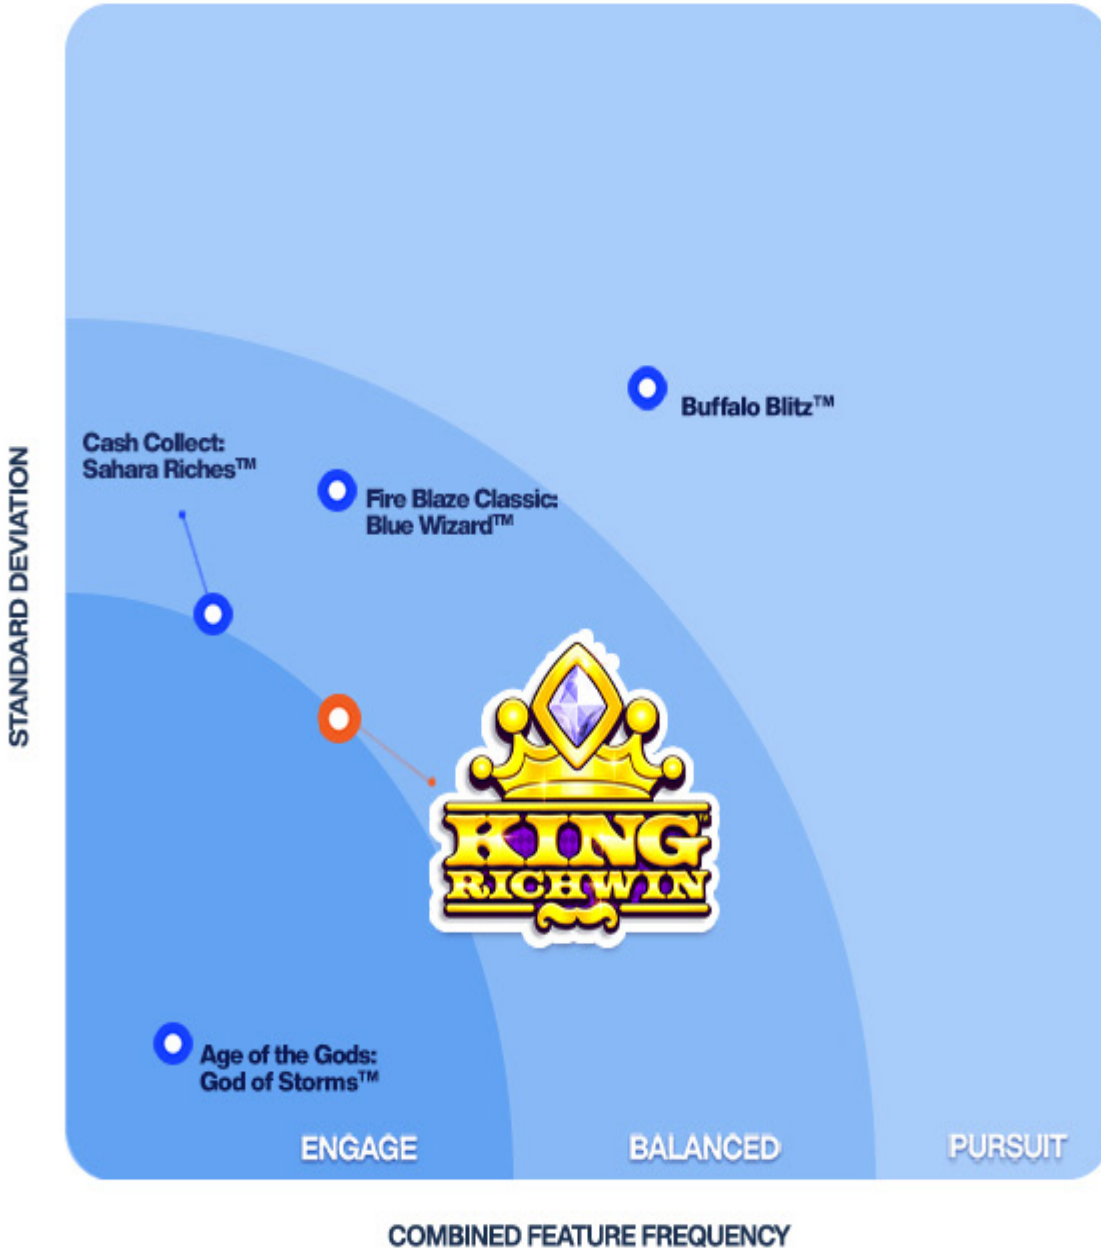 Buffalo Blitz™
Cash Collect:
Sahara Riches™
Fire Blaze Classic:
Blue Wizard™
STANDARD DEVIATION
KING
RICHWIN
Age of the Gods:
God of Storms™
ENGAGE
BALANCED
PURSUIT
COMBINED FEATURE FREQUENCY